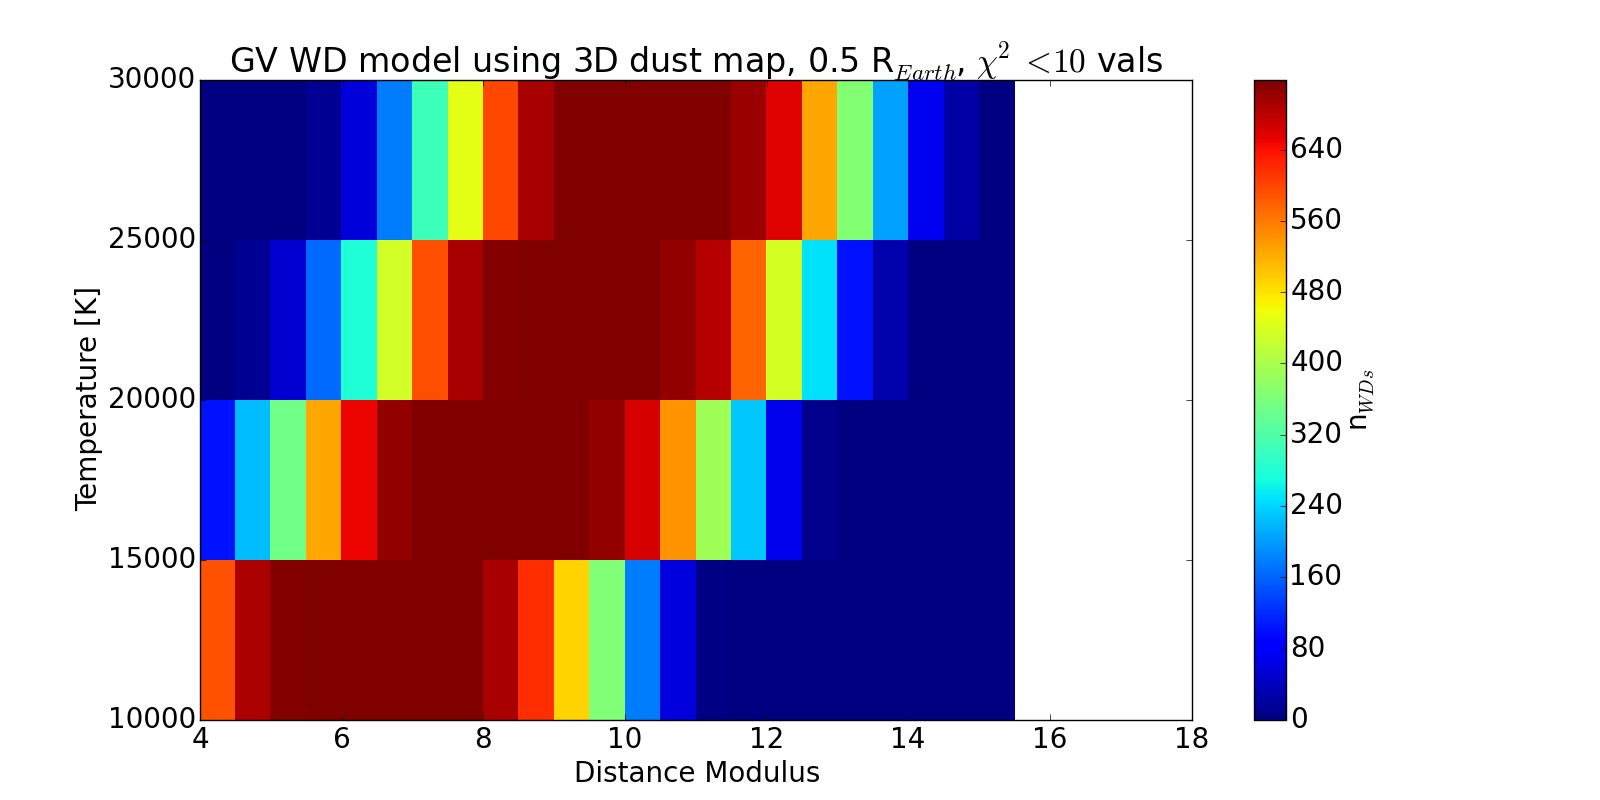 GV WD model using 3D dust map, 0.5 R_Earth, χ² <10 vals
30000
25000
20000
15000
10000
Temperature [K]
4 6 8 10 12 14 16 18
Distance Modulus
640
560
480
400
320
240
160
80
0
n_WDs